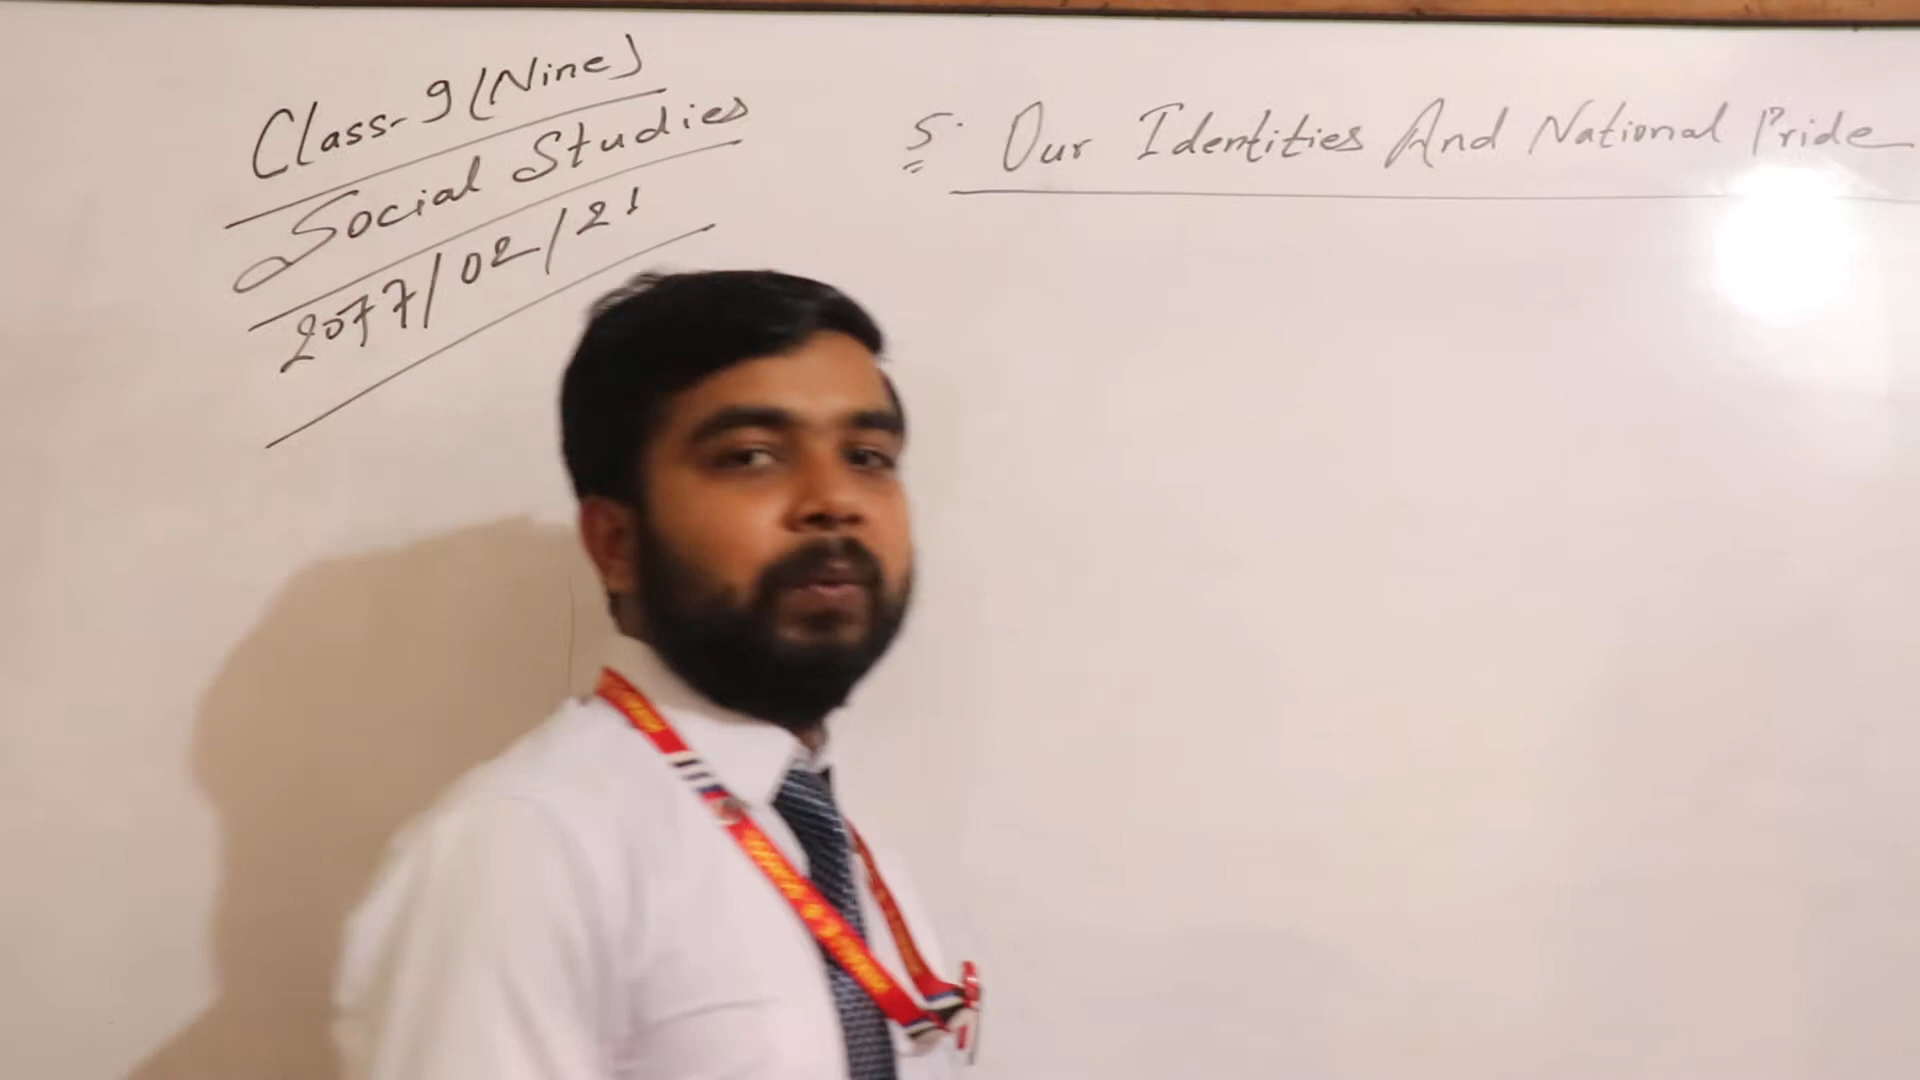 Class-9 (Nine)
Social Studies
2077/02/21
5. Our Identities And National Pride